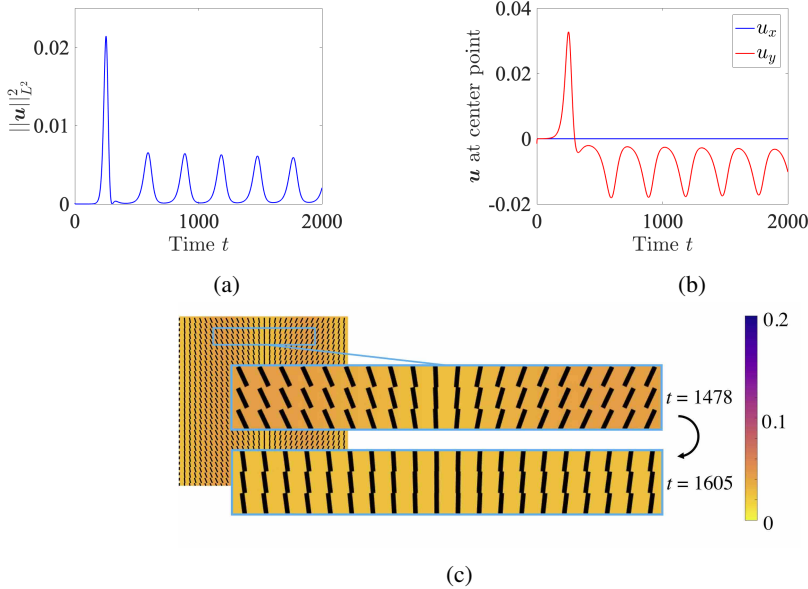 0.02
0.01
0
||u||²_{L²}
0
1000
2000
Time t
(a)
0.04
0.02
0
-0.02
u at center point
u_x
u_y
0
1000
2000
Time t
(b)
t = 1478
t = 1605
0.2
0.1
0
(c)